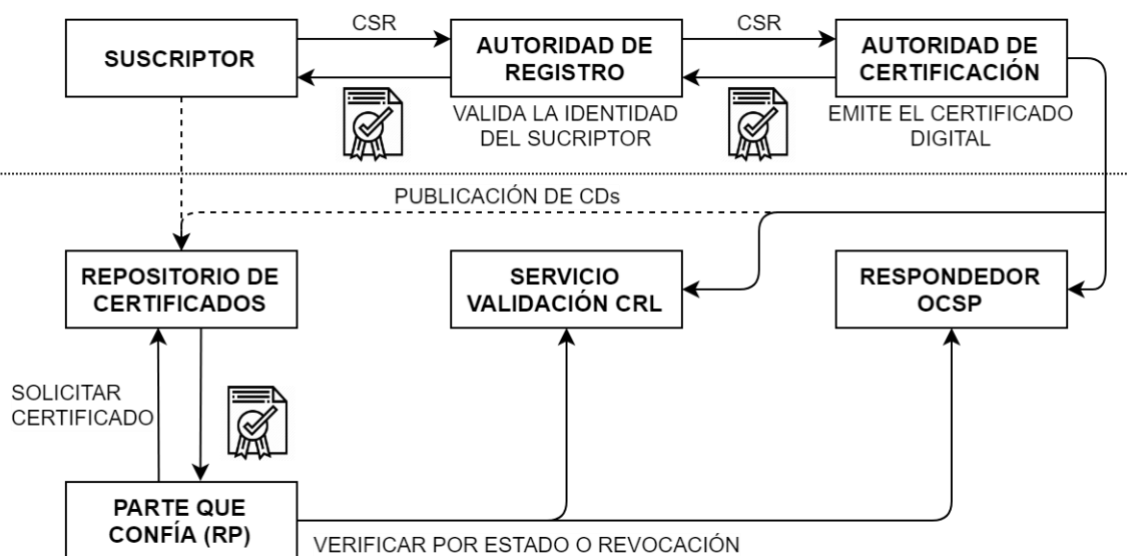 CSR
CSR
SUSCRIPTOR
AUTORIDAD DE
REGISTRO
AUTORIDAD DE
CERTIFICACIÓN
VALIDA LA IDENTIDAD
DEL SUCRIPTOR
EMITE EL CERTIFICADO
DIGITAL
PUBLICACIÓN DE CDs
REPOSITORIO DE
CERTIFICADOS
SERVICIO
VALIDACIÓN CRL
RESPONDEDOR
OCSP
SOLICITAR
CERTIFICADO
PARTE QUE
CONFÍA (RP)
VERIFICAR POR ESTADO O REVOCACIÓN